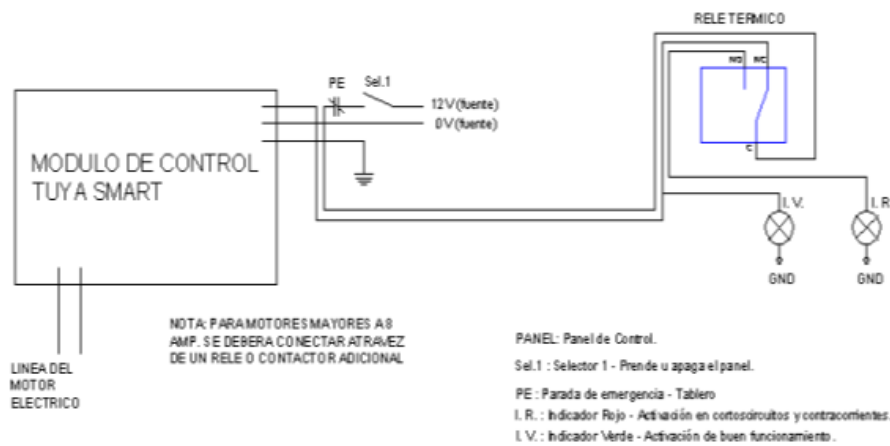 RELE TERMICO
NO NC
C
PE Sel.1
12V(fuente)
0V(fuente)
MODULO DE CONTROL
TUYA SMART
I. V.
I. R
GND
GND
NOTA: PARA MOTORES MAYORES A 8
AMP. SE DEBERA CONECTAR ATRAVEZ
DE UN RELE O CONTACTOR ADICIONAL
LINEA DEL
MOTOR
ELECTRICO
PANEL: Panel de Control.
Sel.1 : Selector 1 - Prende u apaga el panel.
PE : Parada de emergencia - Tablero
I. R. : Indicador Rojo - Activación en cortoscircuitos y contracorrientes.
I. V. : Indicador Verde - Activación de buen funcionamiento.